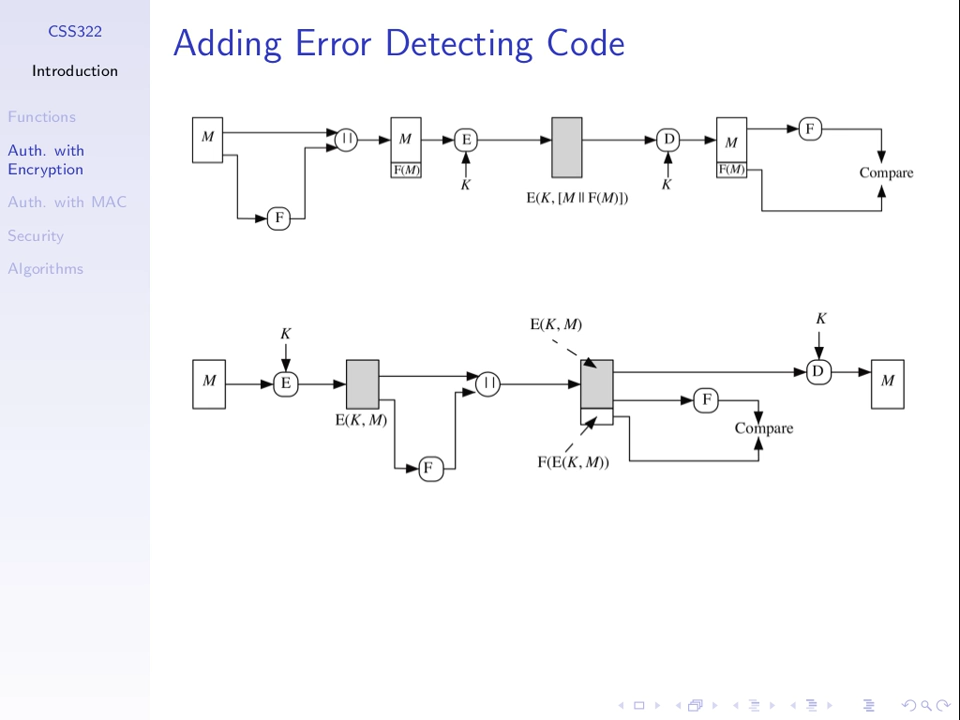 CSS322
Introduction
Functions
Auth. with
Encryption
Auth. with MAC
Security
Algorithms
Adding Error Detecting Code
M
F
||
M
F(M)
E
K
E(K, [M || F(M)])
D
K
M
F(M)
F
Compare
M
K
E
E(K, M)
F
||
E(K, M)
F(E(K, M))
F
Compare
K
D
M